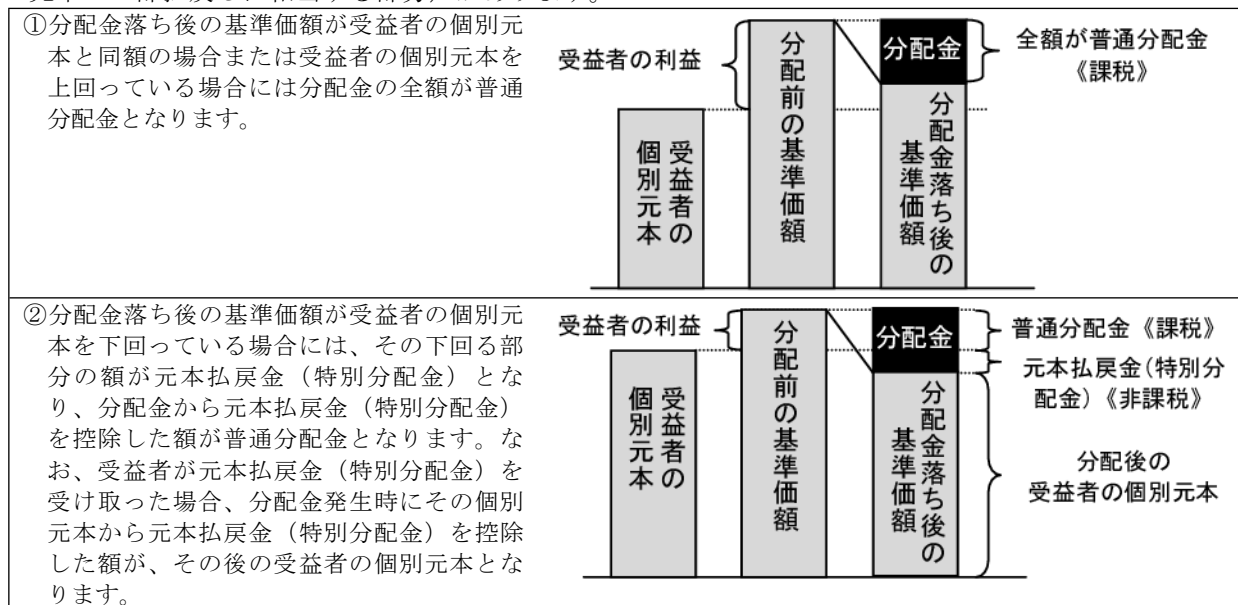 ①分配金落ち後の基準価額が受益者の個別元
本と同額の場合または受益者の個別元本を
上回っている場合には分配金の全額が普通
分配金となります。
受益者の利益
受益者の
個別元本
分配前の基準価額
分配金
分配金落ち後の
基準価額
全額が普通分配金
《課税》
②分配金落ち後の基準価額が受益者の個別元
本を下回っている場合には、その下回る部
分の額が元本払戻金（特別分配金）とな
り、分配金から元本払戻金（特別分配金）
を控除した額が普通分配金となります。な
お、受益者が元本払戻金（特別分配金）を
受け取った場合、分配金発生時にその個別
元本から元本払戻金（特別分配金）を控除
した額が、その後の受益者の個別元本とな
ります。
受益者の利益
受益者の
個別元本
分配前の基準価額
分配金
分配金落ち後の
基準価額
普通分配金《課税》
元本払戻金（特別分
配金）《非課税》
分配後の
受益者の個別元本